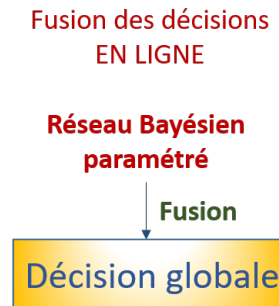 Fusion des décisions
EN LIGNE
Réseau Bayésien
paramétré
Fusion
Décision globale